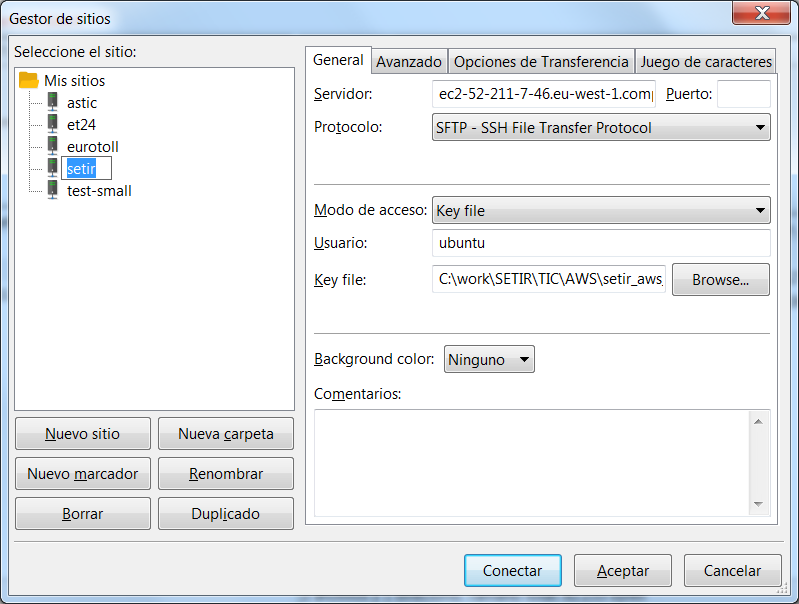 Gestor de sitios
Seleccione el sitio:
Mis sitios
astic
et24
eurotoll
setir
test-small
Nuevo sitio
Nueva carpeta
Nuevo marcador
Renombrar
Borrar
Duplicado
General
Avanzado
Opciones de Transferencia
Juego de caracteres
Servidor:
ec2-52-211-7-46.eu-west-1.comp
Puerto:
Protocolo:
SFTP - SSH File Transfer Protocol
Modo de acceso:
Key file
Usuario:
ubuntu
Key file:
C:\work\SETIR\TIC\AWS\setir_aws_
Browse...
Background color:
Ninguno
Comentarios:
Conectar
Aceptar
Cancelar